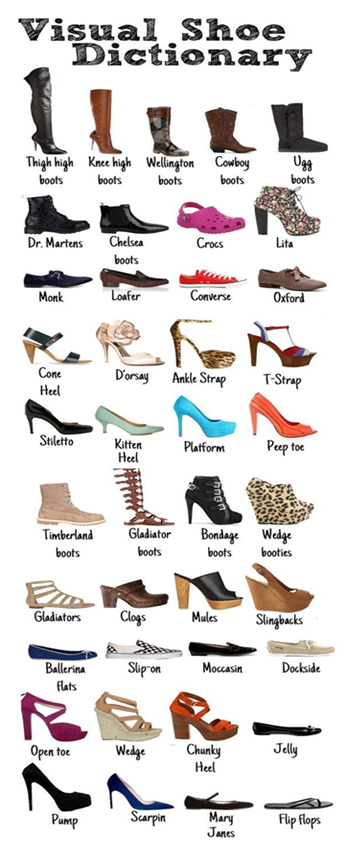 Visual Shoe
Dictionary
Thigh high
boots
Knee high
boots
Wellington
boots
Cowboy
boots
Ugg
boots
Dr. Martens
Chelsea
boots
Crocs
Lita
Monk
Loafer
Converse
Oxford
Cone
Heel
D'orsay
Ankle Strap
T-Strap
Stiletto
Kitten
Heel
Platform
Peep toe
Timberland
boots
Gladiator
boots
Bondage
boots
Wedge
booties
Gladiators
Clogs
Mules
Slingbacks
Ballerina
flats
Slip-on
Moccasin
Dockside
Open toe
Wedge
Chunky
Heel
Jelly
Pump
Scarpin
Mary
Janes
Flip flops